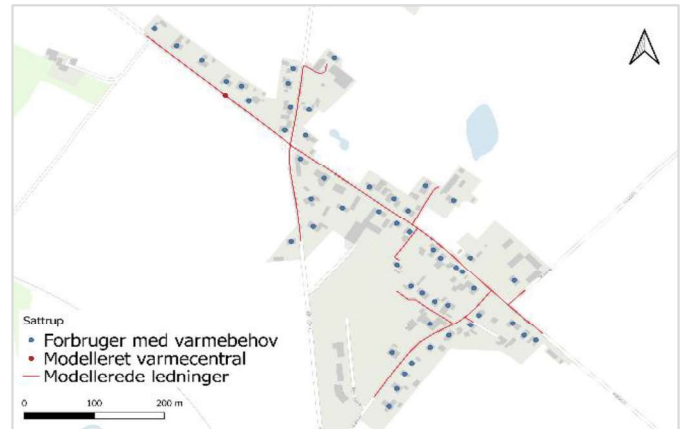 Sattrup
Forbruger med varmebehov
Modelleret varmecentral
Modellerede ledninger
0 100 200 m